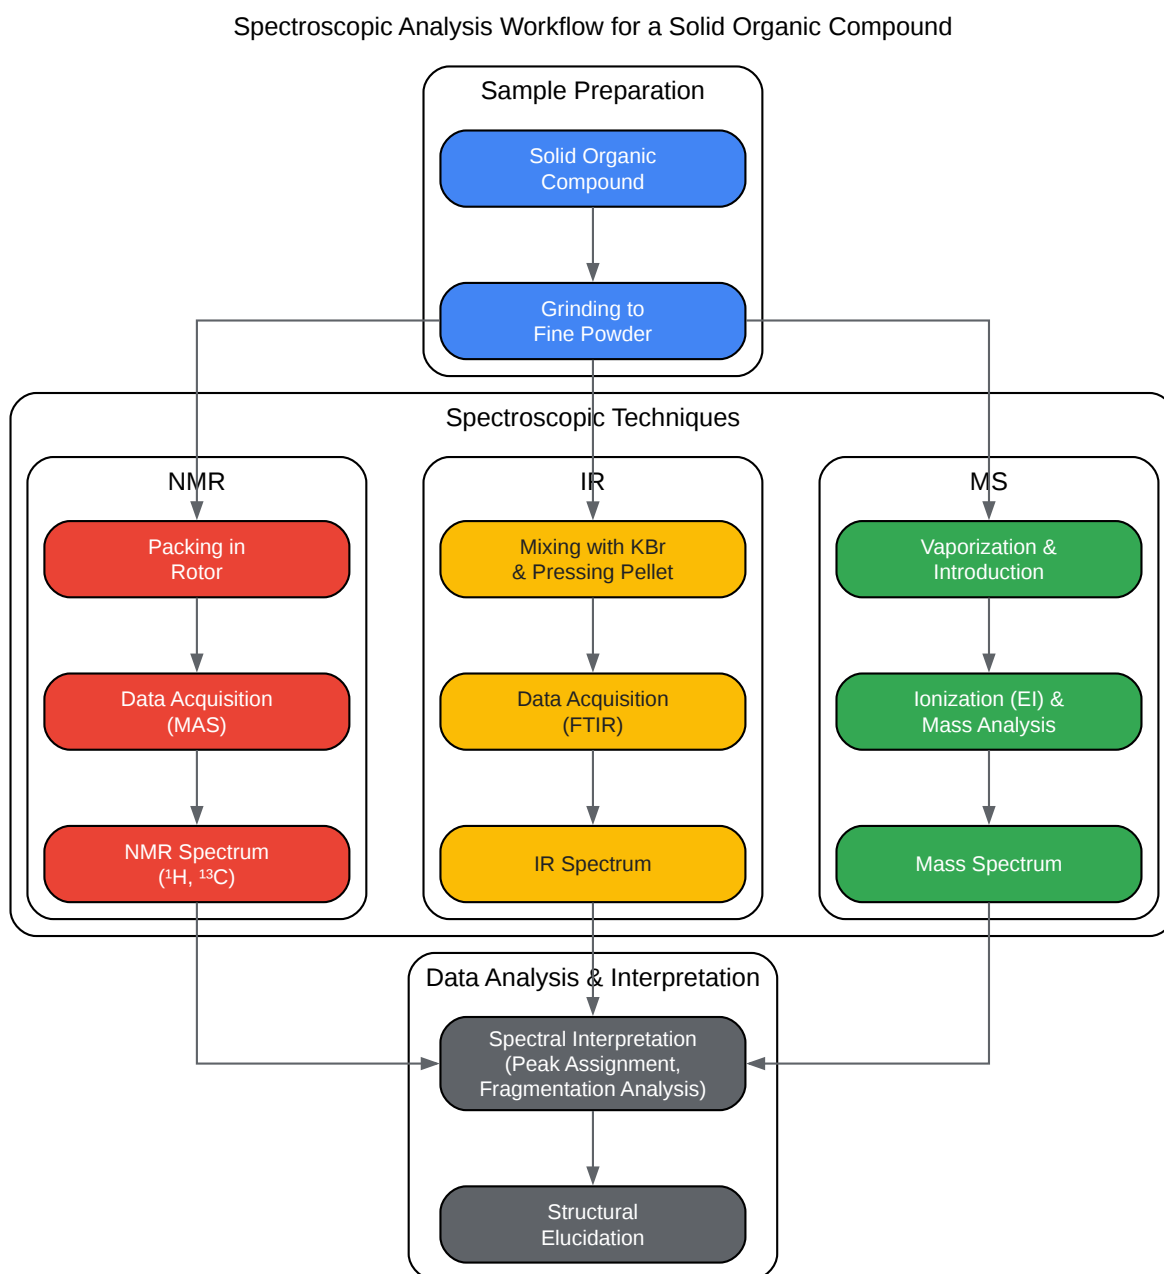 Spectroscopic Analysis Workflow for a Solid Organic Compound
Sample Preparation
Solid Organic
Compound
Grinding to
Fine Powder
Spectroscopic Techniques
NMR
Packing in
Rotor
Data Acquisition
(MAS)
NMR Spectrum
(¹H, ¹³C)
IR
Mixing with KBr
& Pressing Pellet
Data Acquisition
(FTIR)
IR Spectrum
MS
Vaporization &
Introduction
Ionization (EI) &
Mass Analysis
Mass Spectrum
Data Analysis & Interpretation
Spectral Interpretation
(Peak Assignment,
Fragmentation Analysis)
Structural
Elucidation